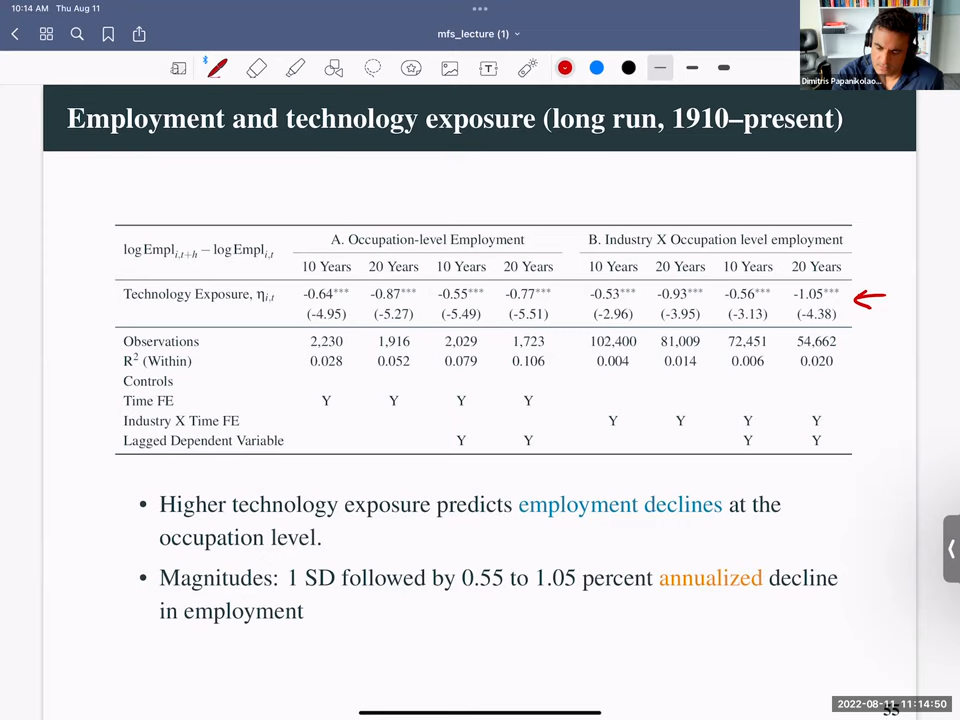 10:14 AM Thu Aug 11
mfs_lecture (1)
Dimitris Papanikolao...
Employment and technology exposure (long run, 1910–present)
log Empl i,t+h − log Empl i,t
A. Occupation-level Employment B. Industry X Occupation level employment
10 Years 20 Years 10 Years 20 Years 10 Years 20 Years 10 Years 20 Years
Technology Exposure, η i,t -0.64*** -0.87*** -0.55*** -0.77*** -0.53*** -0.93*** -0.56*** -1.05***
(-4.95) (-5.27) (-5.49) (-5.51) (-2.96) (-3.95) (-3.13) (-4.38)
Observations 2,230 1,916 2,029 1,723 102,400 81,009 72,451 54,662
R² (Within) 0.028 0.052 0.079 0.106 0.004 0.014 0.006 0.020
Controls
Time FE Y Y Y Y
Industry X Time FE Y Y Y Y
Lagged Dependent Variable Y Y Y Y
• Higher technology exposure predicts employment declines at the
occupation level.
• Magnitudes: 1 SD followed by 0.55 to 1.05 percent annualized decline
in employment
2022-08-11 11:14:50
55